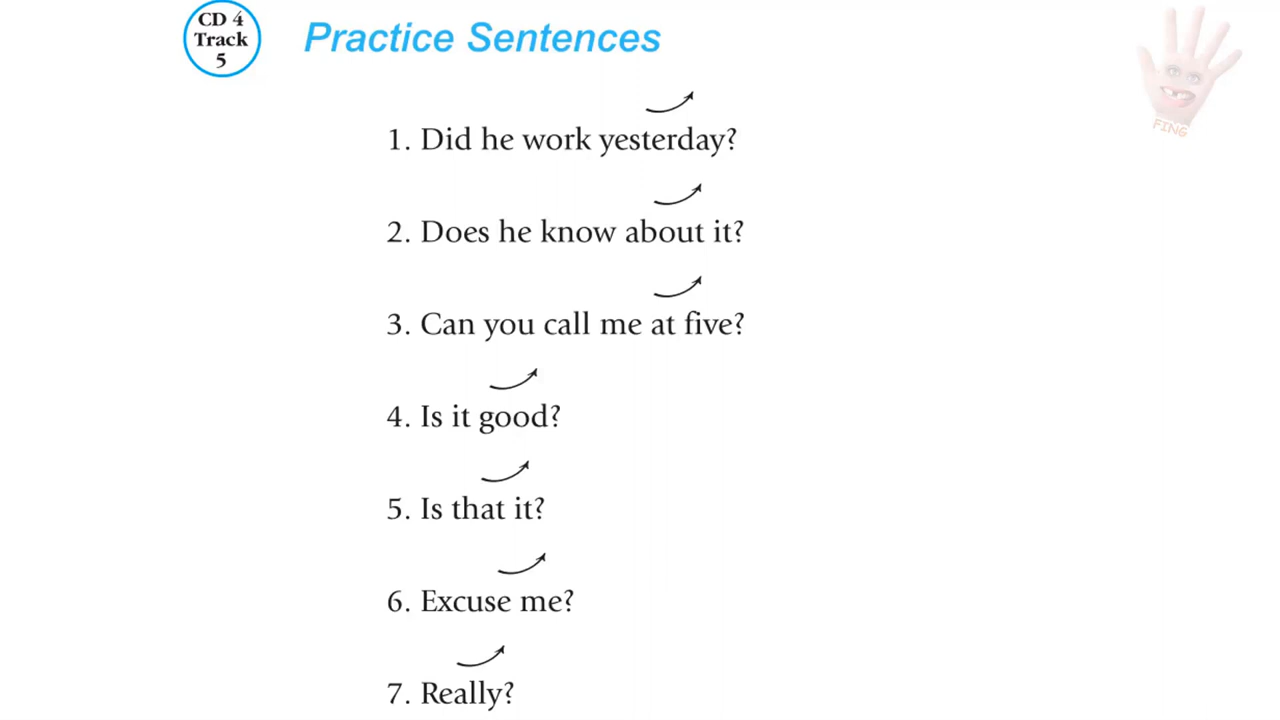 CD 4
Track
5
Practice Sentences
1. Did he work yesterday?
2. Does he know about it?
3. Can you call me at five?
4. Is it good?
5. Is that it?
6. Excuse me?
7. Really?
FING